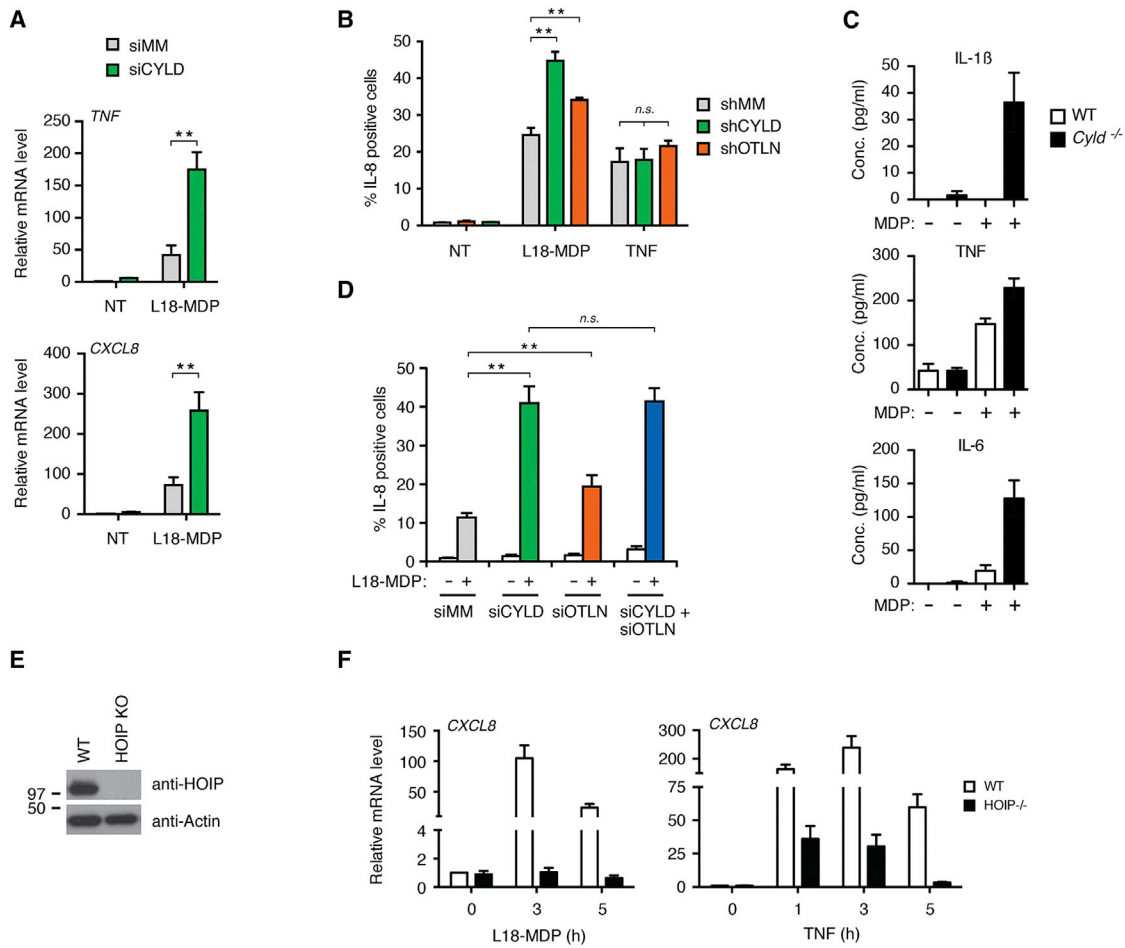 A
siMM
siCYLD
TNF
Relative mRNA level
250
200
150
100
50
0
**
NT
L18-MDP
CXCL8
Relative mRNA level
400
300
200
100
0
**
NT
L18-MDP
B
% IL-8 positive cells
50
40
30
20
10
0
**
**
n.s.
shMM
shCYLD
shOTLN
NT
L18-MDP
TNF
C
IL-1ß
Conc. (pg/ml)
50
40
30
20
10
0
WT
Cyld -/-
MDP: – – + +
TNF
Conc. (pg/ml)
300
200
100
0
MDP: – – + +
IL-6
Conc. (pg/ml)
200
150
100
50
0
MDP: – – + +
D
n.s.
**
**
% IL-8 positive cells
50
40
30
20
10
0
L18-MDP: – + – + – + – +
siMM
siCYLD
siOTLN
siCYLD +
siOTLN
E
WT
HOIP KO
97
50
anti-HOIP
anti-Actin
F
CXCL8
Relative mRNA level
150
100
50
4
2
0
0 3 5
L18-MDP (h)
CXCL8
300
200
75
50
25
0
0 1 3 5
TNF (h)
WT
HOIP-/-